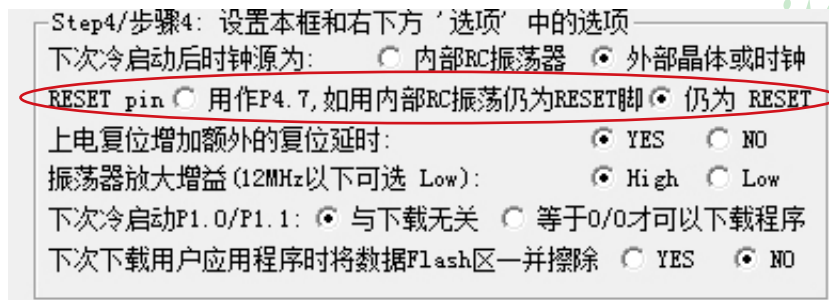 Step4/步骤4: 设置本框和右下方 '选项' 中的选项
下次冷启动后时钟源为: 内部RC振荡器 外部晶体或时钟
RESET pin 用作P4.7,如用内部RC振荡仍为RESET脚 仍为 RESET
上电复位增加额外的复位延时: YES NO
振荡器放大增益(12MHz以下可选 Low): High Low
下次冷启动P1.0/P1.1: 与下载无关 等于0/0才可以下载程序
下次下载用户应用程序时将数据Flash区一并擦除 YES NO